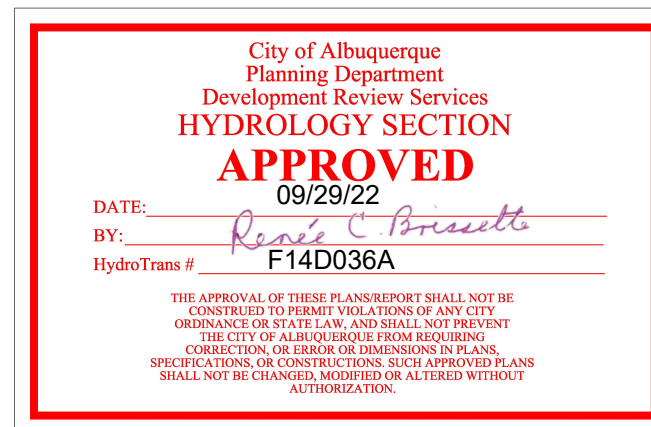 City of Albuquerque
Planning Department
Development Review Services
HYDROLOGY SECTION
APPROVED
DATE: 09/29/22
BY: Renée C. Brissette
HydroTrans # F14D036A
THE APPROVAL OF THESE PLANS/REPORT SHALL NOT BE
CONSTRUED TO PERMIT VIOLATIONS OF ANY CITY
ORDINANCE OR STATE LAW, AND SHALL NOT PREVENT
THE CITY OF ALBUQUERQUE FROM REQUIRING
CORRECTION, OR ERROR OR DIMENSIONS IN PLANS,
SPECIFICATIONS, OR CONSTRUCTIONS. SUCH APPROVED PLANS
SHALL NOT BE CHANGED, MODIFIED OR ALTERED WITHOUT
AUTHORIZATION.